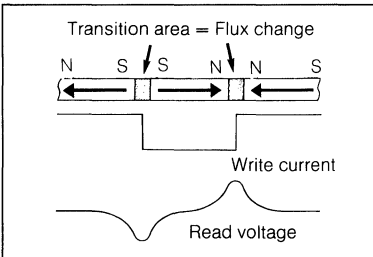 Transition area = Flux change
N S S N N S
Write current
Read voltage